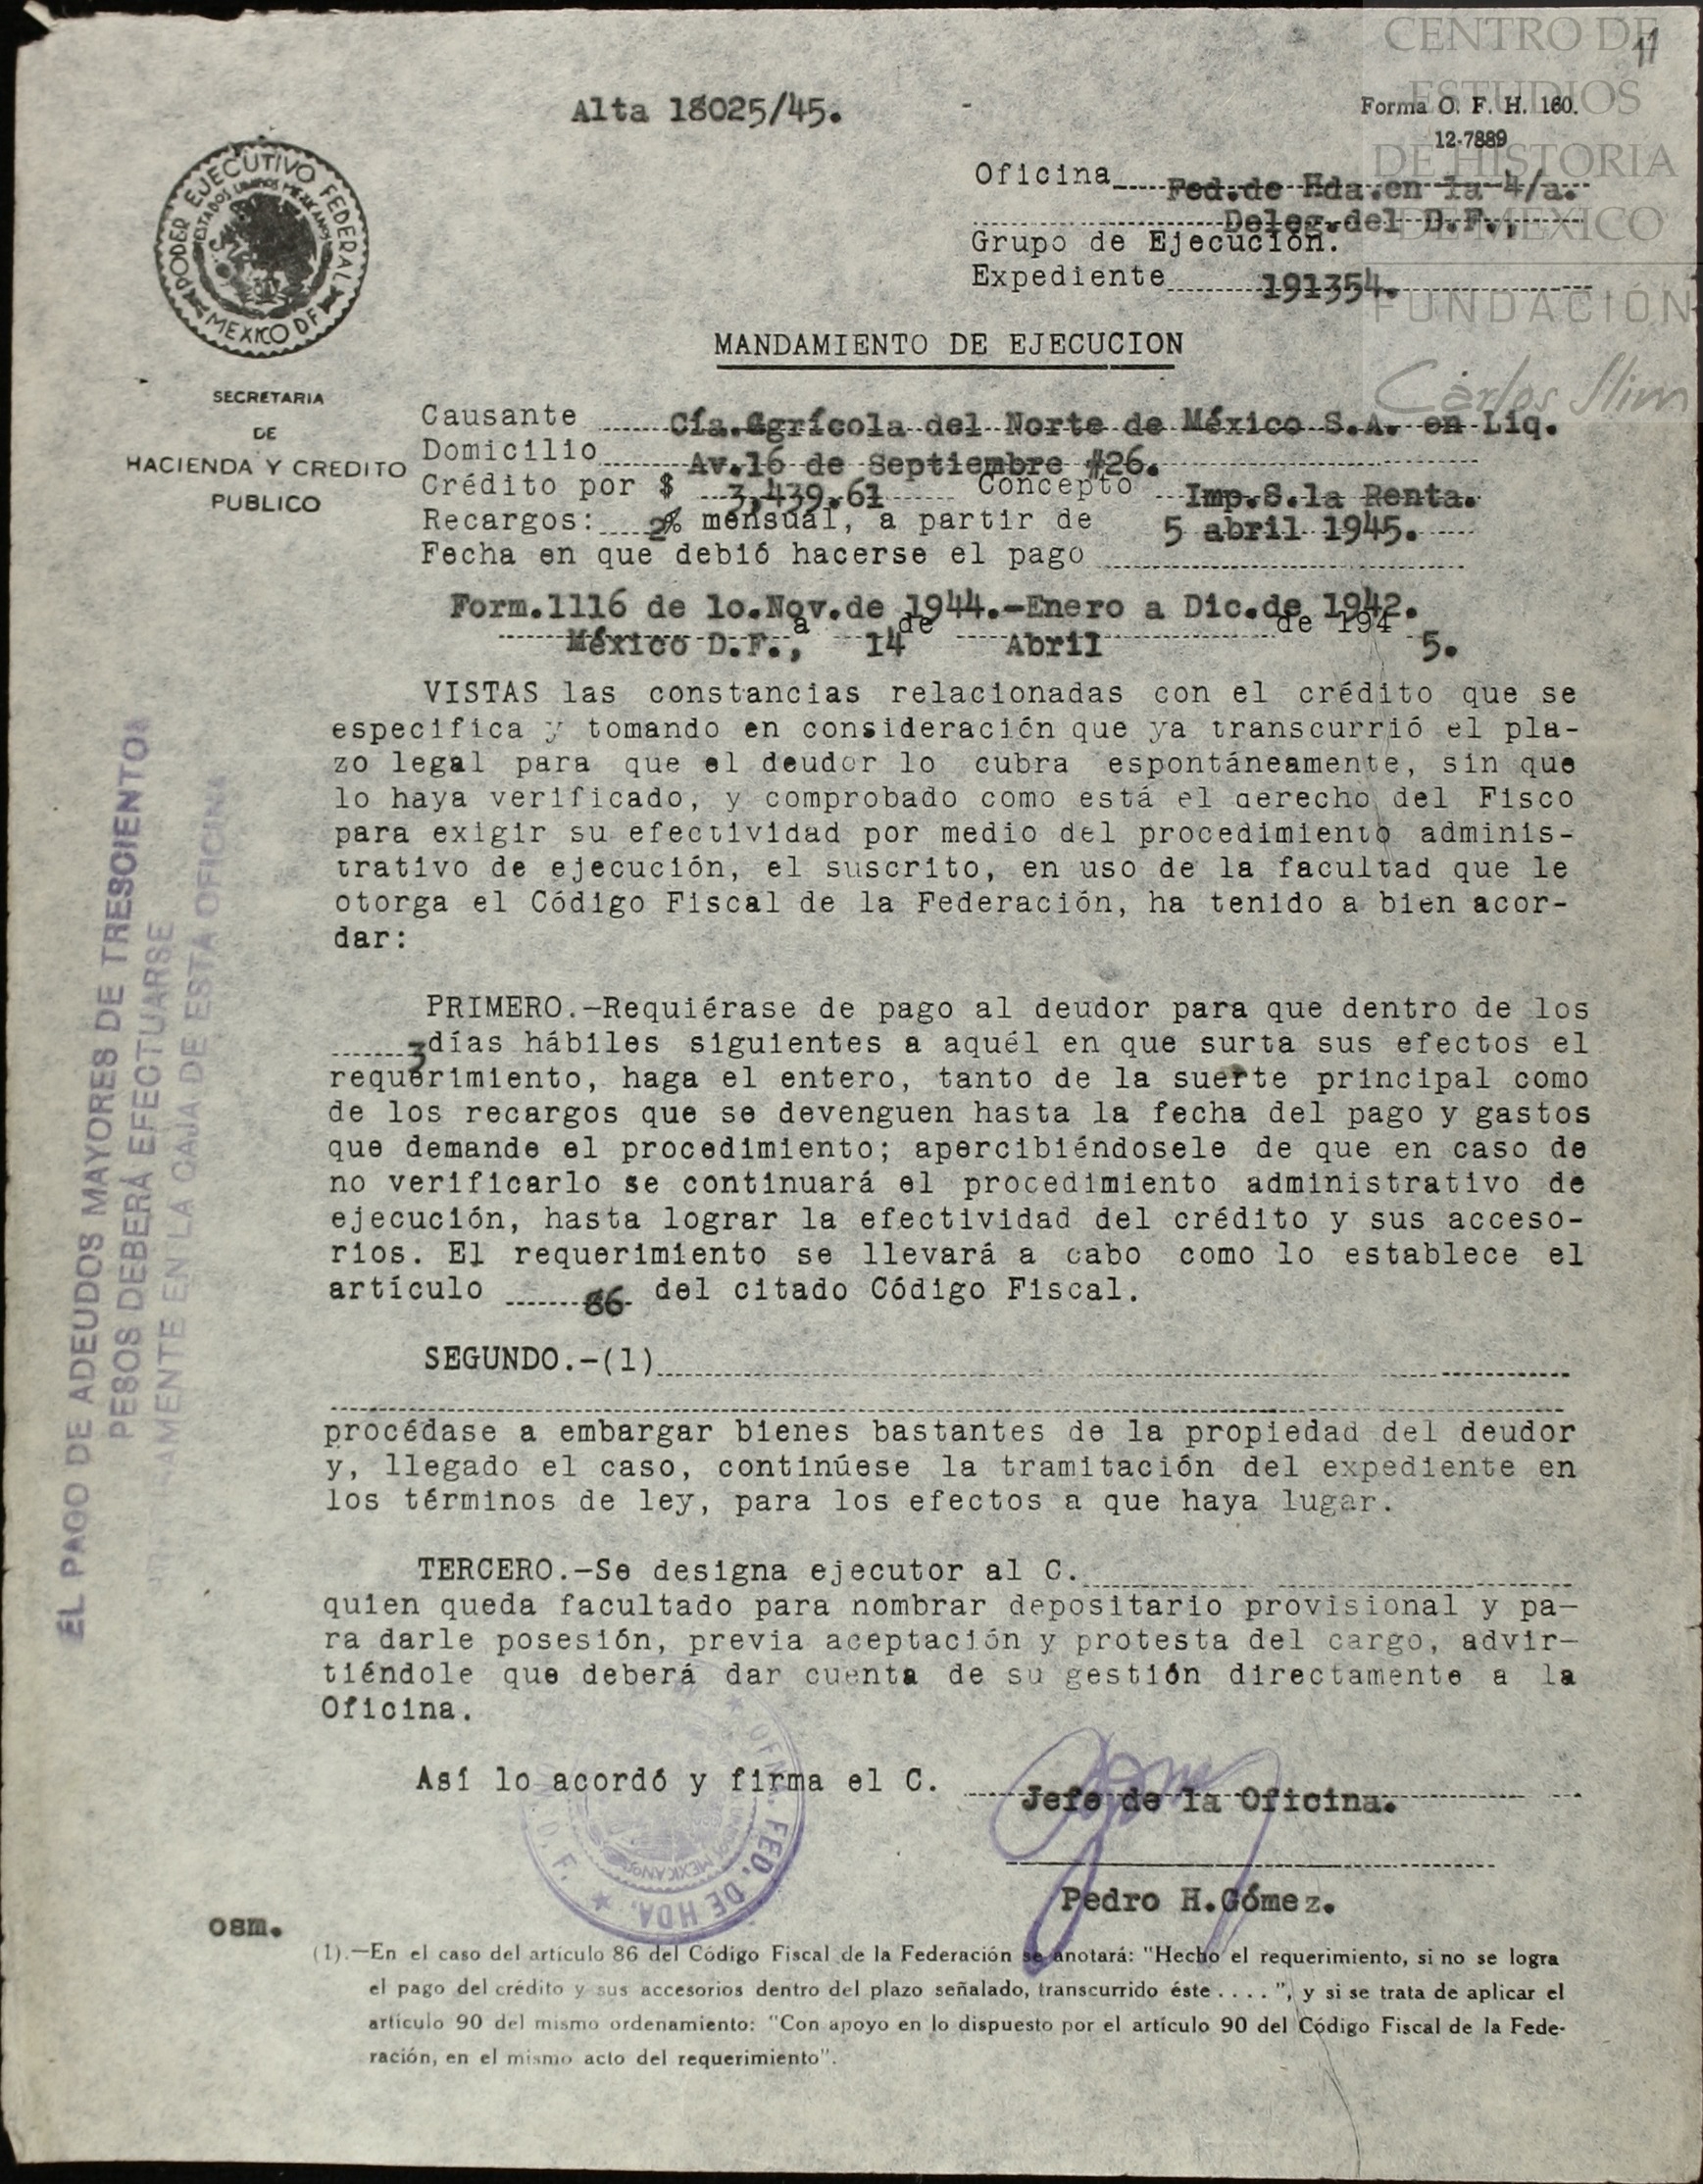 CENTRO DE
ESTUDIOS
DE HISTORIA
DE MEXICO
FUNDACIÓN
Carlos Slim
11
Alta 18025/45.
Forma O. F. H. 160.
12-7889
Oficina Fed.de Hda.en la 4/a.
Deleg.del D.F.,
Grupo de Ejecución.
Expediente 191354.
PODER EJECUTIVO FEDERAL
ESTADOS UNIDOS MEXICANOS
MEXICO DF
SECRETARIA
DE
HACIENDA Y CREDITO
PUBLICO
MANDAMIENTO DE EJECUCION
Causante Cía.Agrícola del Norte de México S.A. en Liq.
Domicilio Av.16 de Septiembre #26.
Crédito por $ 3,439.61 Concepto Imp.S.la Renta.
Recargos: 2% mensual, a partir de 5 abril 1945.
Fecha en que debió hacerse el pago
Form.1116 de 1o.Nov.de 1944.-Enero a Dic.de 1942.
México D.F., a 14 de Abril de 194 5.
VISTAS las constancias relacionadas con el crédito que se
especifica y tomando en consideración que ya transcurrió el pla-
zo legal para que el deudor lo cubra espontáneamente, sin que
lo haya verificado, y comprobado como está el derecho del Fisco
para exigir su efectividad por medio del procedimiento adminis-
trativo de ejecución, el suscrito, en uso de la facultad que le
otorga el Código Fiscal de la Federación, ha tenido a bien acor-
dar:
PRIMERO.-Requiérase de pago al deudor para que dentro de los
3 días hábiles siguientes a aquél en que surta sus efectos el
requerimiento, haga el entero, tanto de la suerte principal como
de los recargos que se devenguen hasta la fecha del pago y gastos
que demande el procedimiento; apercibiéndosele de que en caso de
no verificarlo se continuará el procedimiento administrativo de
ejecución, hasta lograr la efectividad del crédito y sus acceso-
rios. El requerimiento se llevará a cabo como lo establece el
artículo 86 del citado Código Fiscal.
SEGUNDO.-(1)
procédase a embargar bienes bastantes de la propiedad del deudor
y, llegado el caso, continúese la tramitación del expediente en
los términos de ley, para los efectos a que haya lugar.
TERCERO.-Se designa ejecutor al C.
quien queda facultado para nombrar depositario provisional y pa-
ra darle posesión, previa aceptación y protesta del cargo, advir-
tiéndole que deberá dar cuenta de su gestión directamente a la
Oficina.
Así lo acordó y firma el C. Jefe de la Oficina.
Pedro H.Gómez.
osm.
(1).—En el caso del artículo 86 del Código Fiscal de la Federación se anotará: "Hecho el requerimiento, si no se logra
el pago del crédito y sus accesorios dentro del plazo señalado, transcurrido éste . . . . ", y si se trata de aplicar el
artículo 90 del mismo ordenamiento: "Con apoyo en lo dispuesto por el artículo 90 del Código Fiscal de la Fede-
ración, en el mismo acto del requerimiento".
EL PAGO DE ADEUDOS MAYORES DE TRESCIENTOS
PESOS DEBERÁ EFECTUARSE
EN LA CAJA DE ESTA OFICINA
OFNA. FED. DE HDA.
D. F.
MEXICANOS